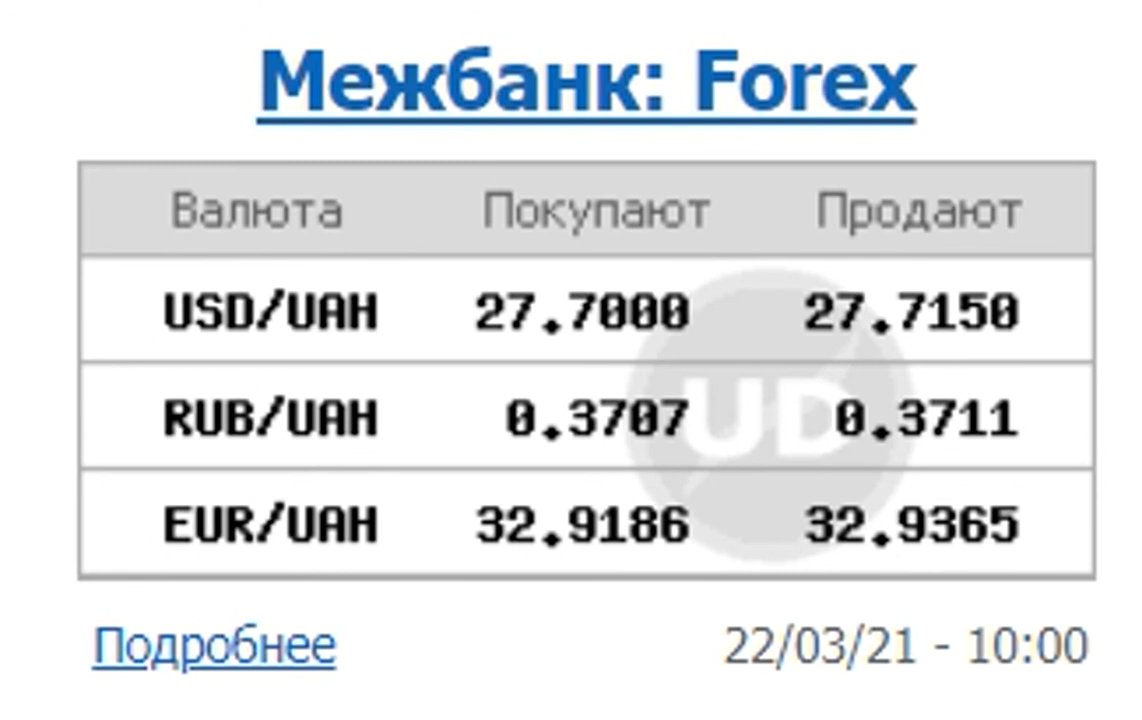 Межбанк: Forex
Валюта Покупают Продают
USD/UAH 27.7000 27.7150
RUB/UAH 0.3707 0.3711
EUR/UAH 32.9186 32.9365
UD
Подробнее 22/03/21 - 10:00